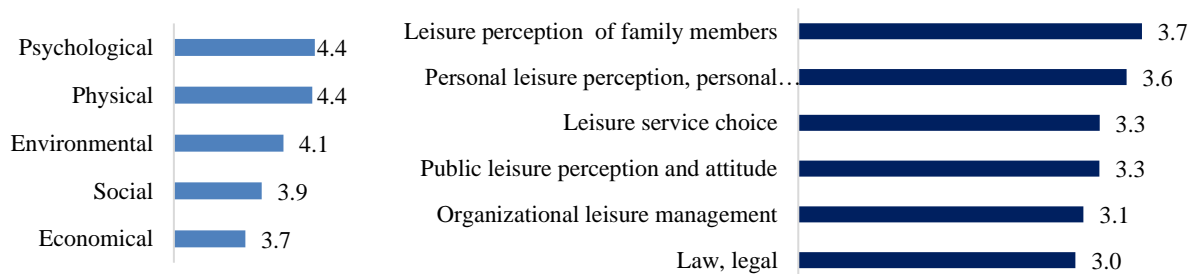 Psychological 4.4
Physical 4.4
Environmental 4.1
Social 3.9
Economical 3.7
Leisure perception of family members 3.7
Personal leisure perception, personal… 3.6
Leisure service choice 3.3
Public leisure perception and attitude 3.3
Organizational leisure management 3.1
Law, legal 3.0